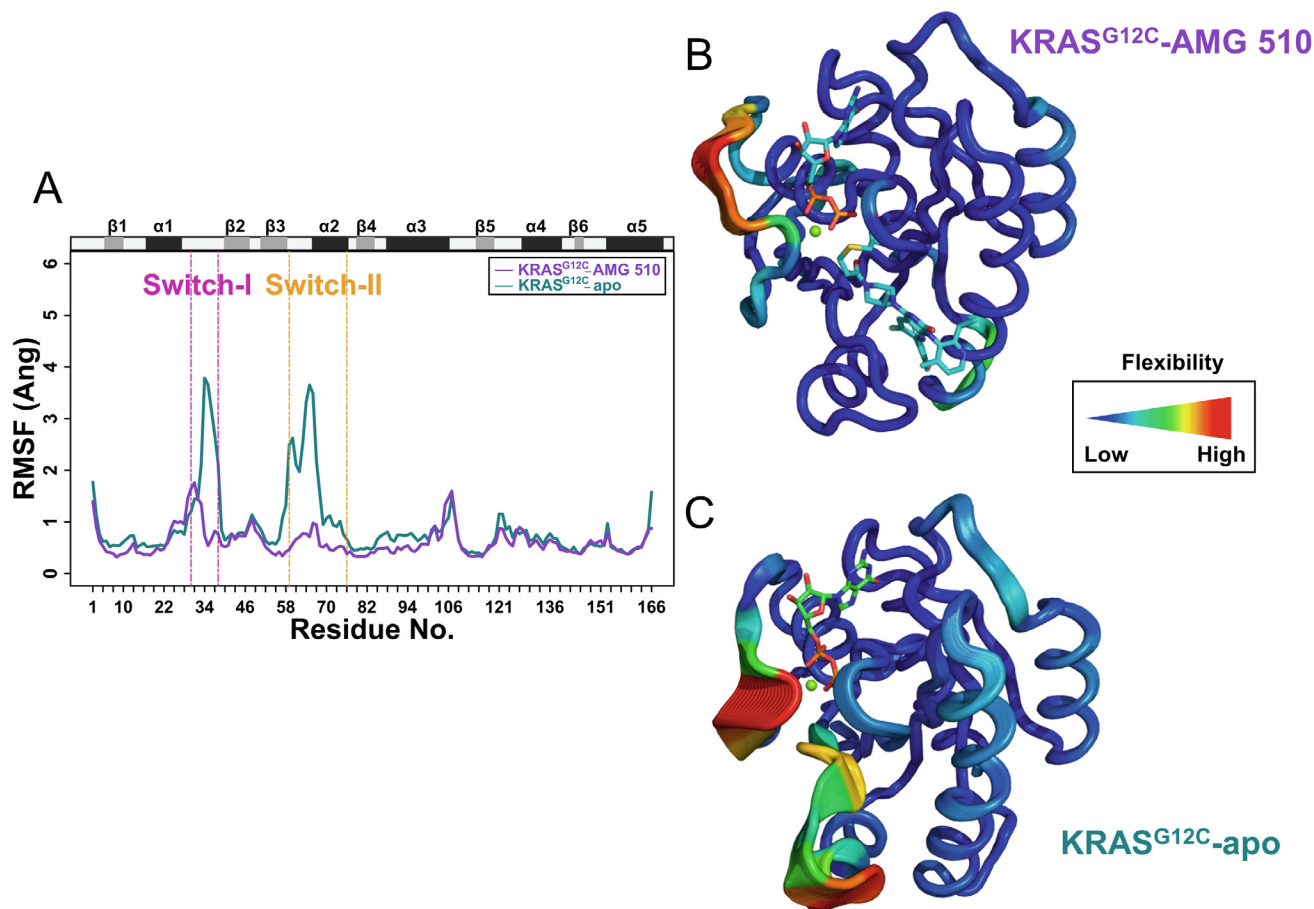 A
β1 α1 β2 β3 α2 β4 α3 β5 α4 β6 α5
Switch-I Switch-II
KRASG12C-AMG 510
KRASG12C-apo
RMSF (Ang)
6
5
4
3
2
1
0
1 10 22 34 46 58 70 82 94 106 121 136 151 166
Residue No.
B
KRASG12C-AMG 510
Flexibility
Low High
C
KRASG12C-apo